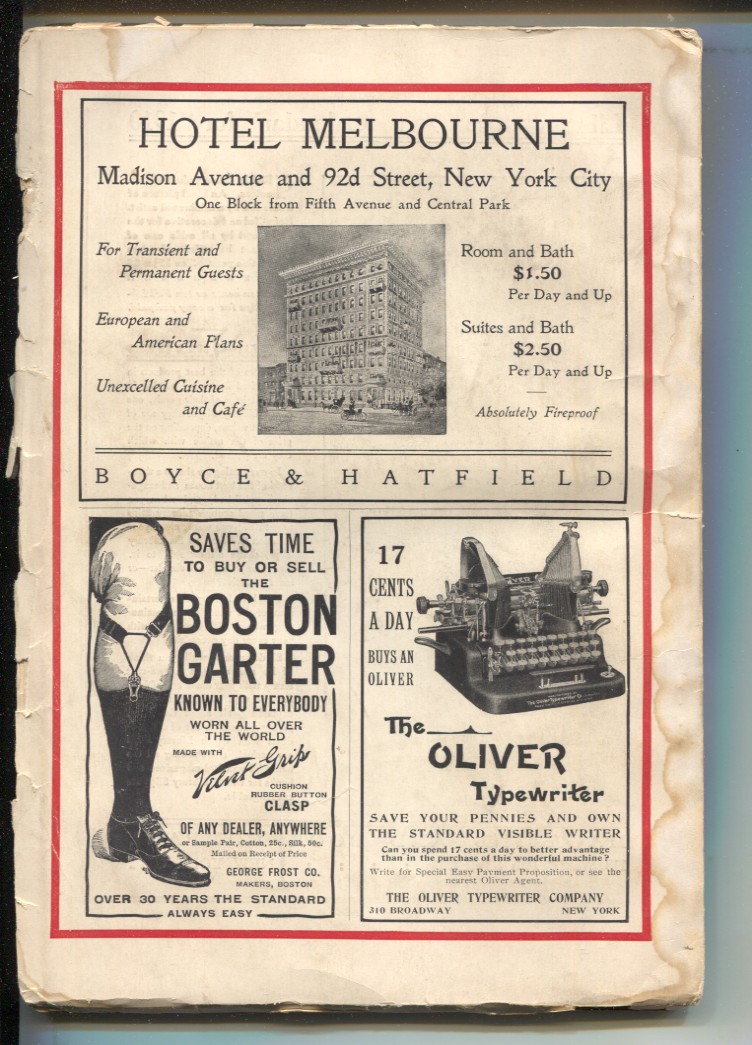 HOTEL MELBOURNE
Madison Avenue and 92d Street, New York City
One Block from Fifth Avenue and Central Park
For Transient and
Permanent Guests
European and
American Plans
Unexcelled Cuisine
and Café
Room and Bath
$1.50
Per Day and Up
Suites and Bath
$2.50
Per Day and Up
Absolutely Fireproof
BOYCE & HATFIELD
SAVES TIME
TO BUY OR SELL
THE
BOSTON
GARTER
KNOWN TO EVERYBODY
WORN ALL OVER
THE WORLD
MADE WITH
Velvet Grip
CUSHION
RUBBER BUTTON
CLASP
OF ANY DEALER, ANYWHERE
or Sample Pair, Cotton, 25c., Silk, 50c.
Mailed on Receipt of Price
GEORGE FROST CO.
MAKERS, BOSTON
OVER 30 YEARS THE STANDARD
ALWAYS EASY
17
CENTS
A DAY
BUYS AN
OLIVER
The
OLIVER
Typewriter
SAVE YOUR PENNIES AND OWN
THE STANDARD VISIBLE WRITER
Can you spend 17 cents a day to better advantage
than in the purchase of this wonderful machine?
Write for Special Easy Payment Proposition, or see the
nearest Oliver Agent.
THE OLIVER TYPEWRITER COMPANY
310 BROADWAY NEW YORK